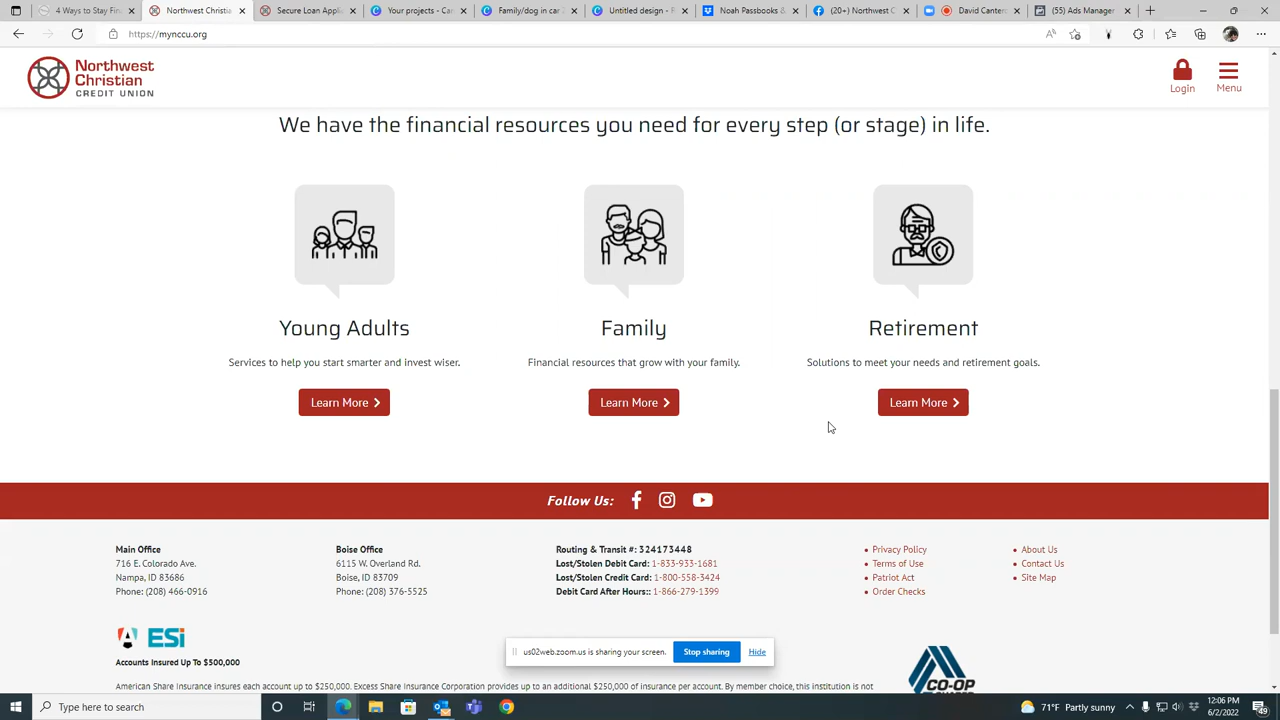 4 Ways to Stay Fina
Northwest Christia
Secure Loan Applic
Your projects - Can
Family/dog in car 2
Untitled design - P
Noah Passbooks &
(20+) Northwest C
David Canten
(55) Ads Manager
https://mynccu.org
Northwest
Christian
CREDIT UNION
Login
Menu
We have the financial resources you need for every step (or stage) in life.
Young Adults
Family
Retirement
Services to help you start smarter and invest wiser.
Financial resources that grow with your family.
Solutions to meet your needs and retirement goals.
Learn More
Learn More
Learn More
Follow Us:
Main Office
716 E. Colorado Ave.
Nampa, ID 83686
Phone: (208) 466-0916
Boise Office
6115 W. Overland Rd.
Boise, ID 83709
Phone: (208) 376-5525
Routing & Transit #: 324173448
Lost/Stolen Debit Card: 1-833-933-1681
Lost/Stolen Credit Card: 1-800-558-3424
Debit Card After Hours:: 1-866-279-1399
• Privacy Policy
• Terms of Use
• Patriot Act
• Order Checks
• About Us
• Contact Us
• Site Map
ESi
Accounts Insured Up To $500,000
American Share Insurance insures each account up to $250,000. Excess Share Insurance Corporation provides up to an additional $250,000 of insurance per account. By member choice, this institution is not
CO-OP
us02web.zoom.us is sharing your screen.
Stop sharing
Hide
Type here to search
71°F Partly sunny
12:06 PM
6/2/2022
49